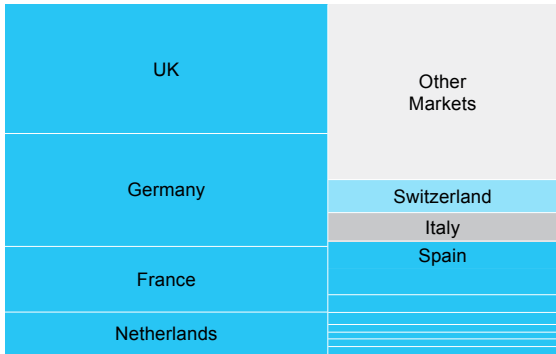 UK
Germany
France
Netherlands
Other
Markets
Switzerland
Italy
Spain